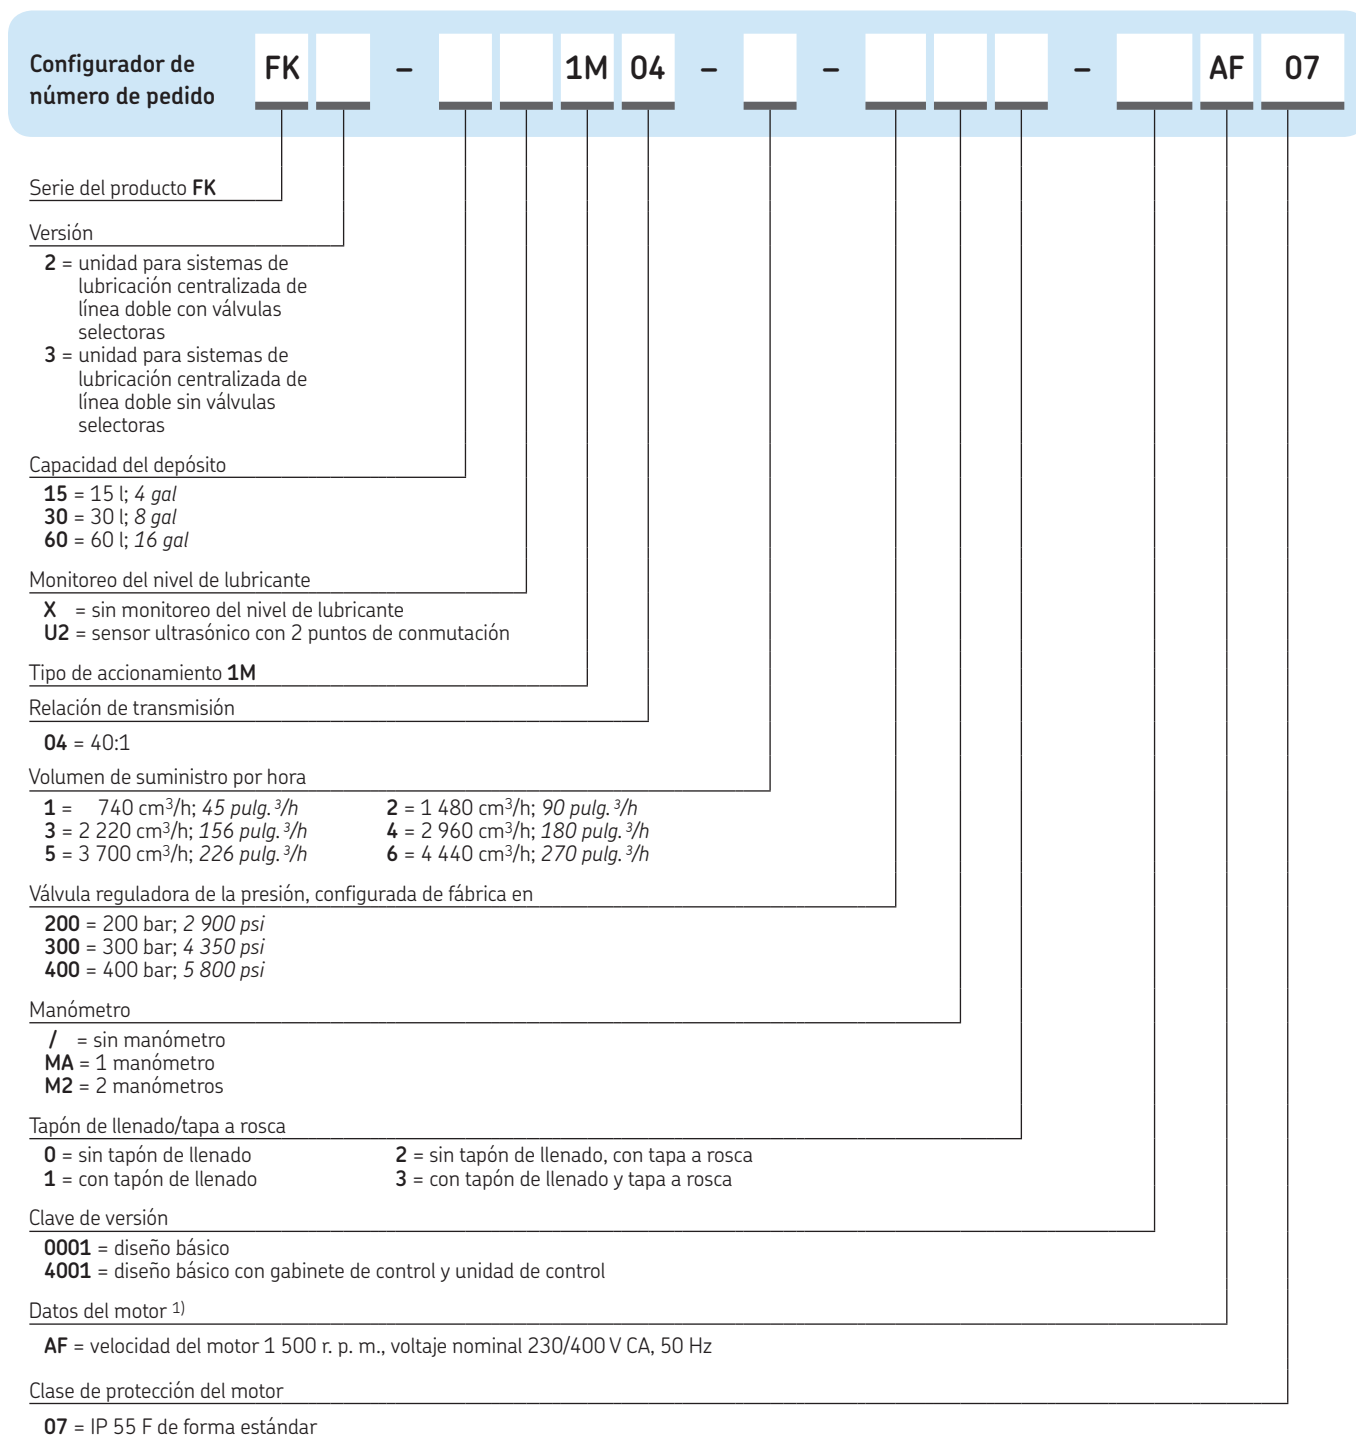 Configurador de
número de pedido
FK – 1M 04 – – – AF 07
Serie del producto FK
Versión
2 = unidad para sistemas de
lubricación centralizada de
línea doble con válvulas
selectoras
3 = unidad para sistemas de
lubricación centralizada de
línea doble sin válvulas
selectoras
Capacidad del depósito
15 = 15 l; 4 gal
30 = 30 l; 8 gal
60 = 60 l; 16 gal
Monitoreo del nivel de lubricante
X = sin monitoreo del nivel de lubricante
U2 = sensor ultrasónico con 2 puntos de conmutación
Tipo de accionamiento 1M
Relación de transmisión
04 = 40:1
Volumen de suministro por hora
1 = 740 cm³/h; 45 pulg.³/h 2 = 1 480 cm³/h; 90 pulg.³/h
3 = 2 220 cm³/h; 156 pulg.³/h 4 = 2 960 cm³/h; 180 pulg.³/h
5 = 3 700 cm³/h; 226 pulg.³/h 6 = 4 440 cm³/h; 270 pulg.³/h
Válvula reguladora de la presión, configurada de fábrica en
200 = 200 bar; 2 900 psi
300 = 300 bar; 4 350 psi
400 = 400 bar; 5 800 psi
Manómetro
/ = sin manómetro
MA = 1 manómetro
M2 = 2 manómetros
Tapón de llenado/tapa a rosca
0 = sin tapón de llenado 2 = sin tapón de llenado, con tapa a rosca
1 = con tapón de llenado 3 = con tapón de llenado y tapa a rosca
Clave de versión
0001 = diseño básico
4001 = diseño básico con gabinete de control y unidad de control
Datos del motor 1)
AF = velocidad del motor 1 500 r. p. m., voltaje nominal 230/400 V CA, 50 Hz
Clase de protección del motor
07 = IP 55 F de forma estándar